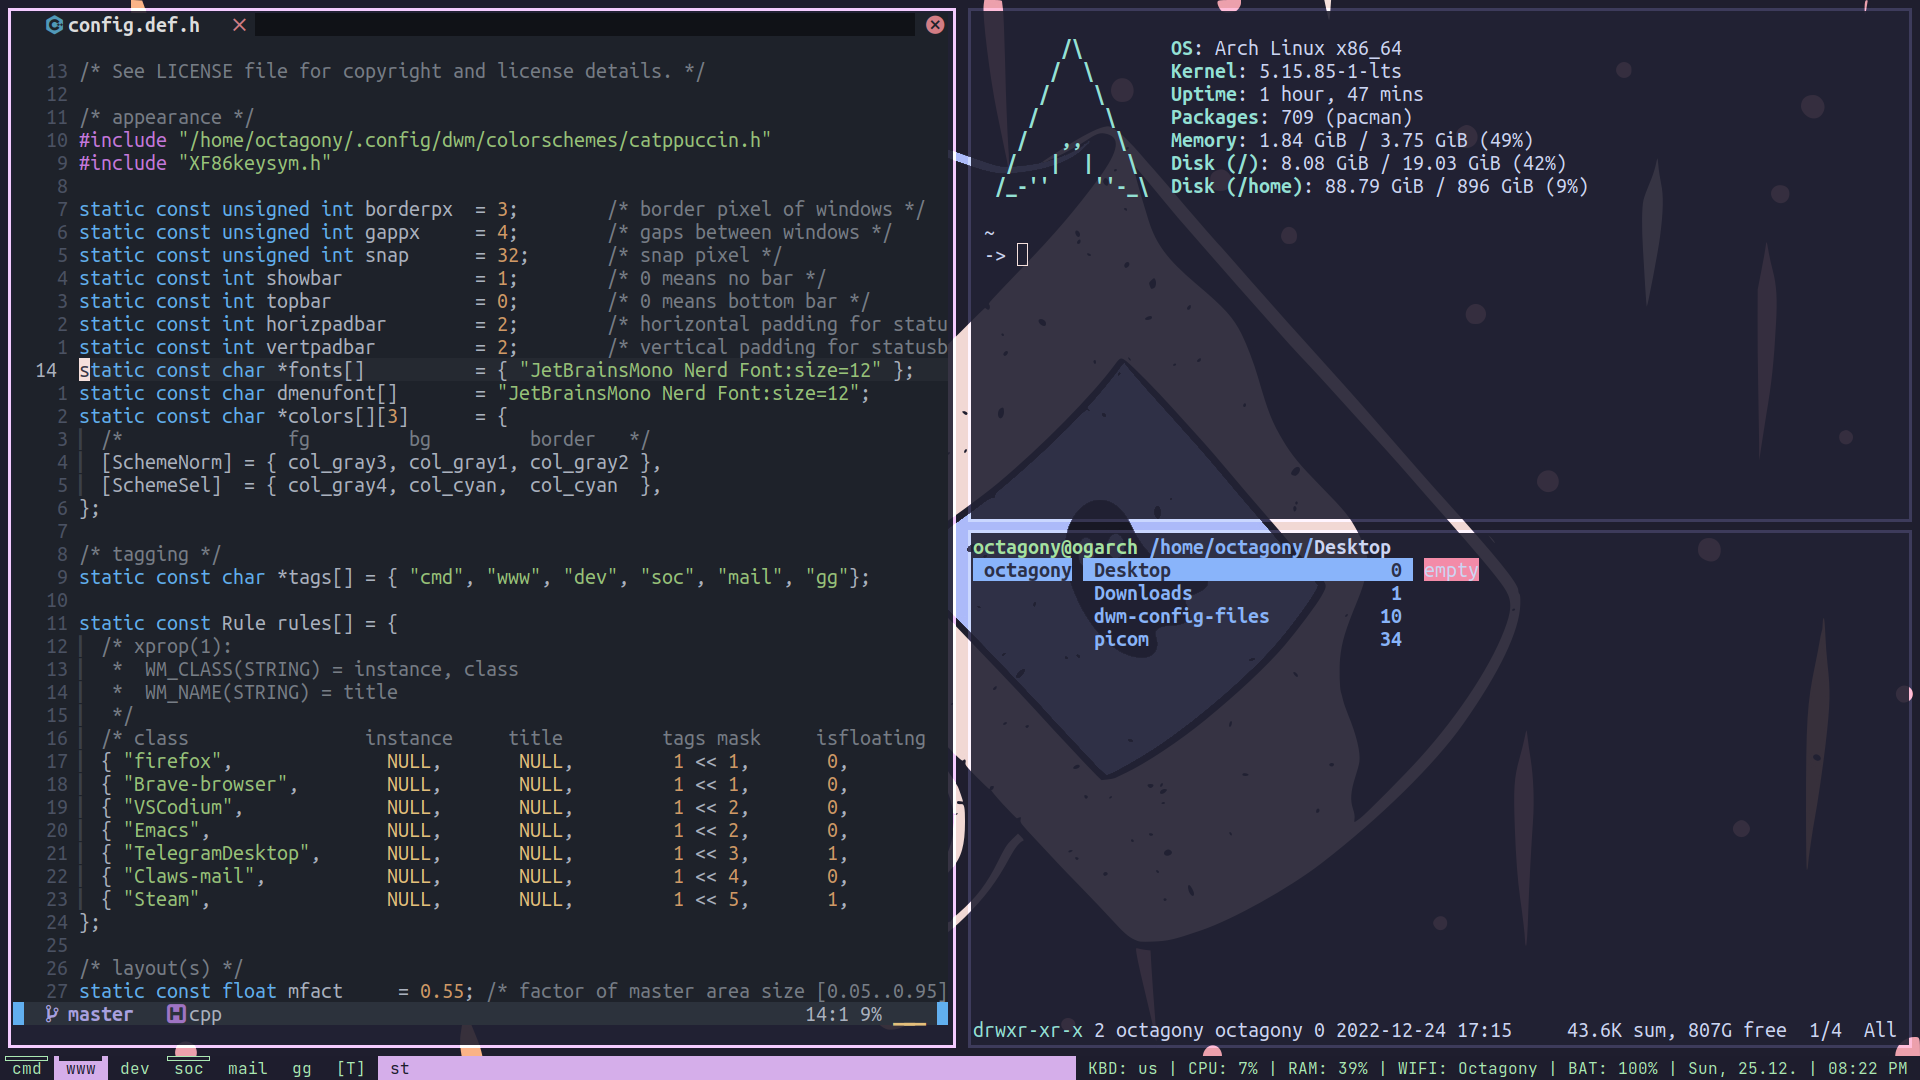 config.def.h ×
13 /* See LICENSE file for copyright and license details. */
12
11 /* appearance */
10 #include "/home/octagony/.config/dwm/colorschemes/catppuccin.h"
9 #include "XF86keysym.h"
8
7 static const unsigned int borderpx  = 3;        /* border pixel of windows */
6 static const unsigned int gappx     = 4;        /* gaps between windows */
5 static const unsigned int snap      = 32;       /* snap pixel */
4 static const int showbar            = 1;        /* 0 means no bar */
3 static const int topbar             = 0;        /* 0 means bottom bar */
2 static const int horizpadbar        = 2;        /* horizontal padding for statu
1 static const int vertpadbar         = 2;        /* vertical padding for statusb
14 static const char *fonts[]          = { "JetBrainsMono Nerd Font:size=12" };
1 static const char dmenufont[]       = "JetBrainsMono Nerd Font:size=12";
2 static const char *colors[][3]      = {
3   /*               fg         bg         border   */
4   [SchemeNorm] = { col_gray3, col_gray1, col_gray2 },
5   [SchemeSel]  = { col_gray4, col_cyan,  col_cyan  },
6 };
7
8 /* tagging */
9 static const char *tags[] = { "cmd", "www", "dev", "soc", "mail", "gg"};
10
11 static const Rule rules[] = {
12   /* xprop(1):
13    *  WM_CLASS(STRING) = instance, class
14    *  WM_NAME(STRING) = title
15    */
16   /* class                instance     title         tags mask     isfloating
17   { "firefox",              NULL,       NULL,         1 << 1,       0,
18   { "Brave-browser",        NULL,       NULL,         1 << 1,       0,
19   { "VSCodium",             NULL,       NULL,         1 << 2,       0,
20   { "Emacs",                NULL,       NULL,         1 << 2,       0,
21   { "TelegramDesktop",      NULL,       NULL,         1 << 3,       1,
22   { "Claws-mail",           NULL,       NULL,         1 << 4,       0,
23   { "Steam",                NULL,       NULL,         1 << 5,       1,
24 };
25
26 /* layout(s) */
27 static const float mfact     = 0.55; /* factor of master area size [0.05..0.95]
master H cpp 14:1 9%
OS: Arch Linux x86_64
Kernel: 5.15.85-1-lts
Uptime: 1 hour, 47 mins
Packages: 709 (pacman)
Memory: 1.84 GiB / 3.75 GiB (49%)
Disk (/): 8.08 GiB / 19.03 GiB (42%)
Disk (/home): 88.79 GiB / 896 GiB (9%)
~
->
octagony@ogarch /home/octagony/Desktop
octagony Desktop 0 empty
Downloads 1
dwm-config-files 10
picom 34
drwxr-xr-x 2 octagony octagony 0 2022-12-24 17:15 43.6K sum, 807G free 1/4 All
cmd www dev soc mail gg [T] st KBD: us | CPU: 7% | RAM: 39% | WIFI: Octagony | BAT: 100% | Sun, 25.12. | 08:22 PM